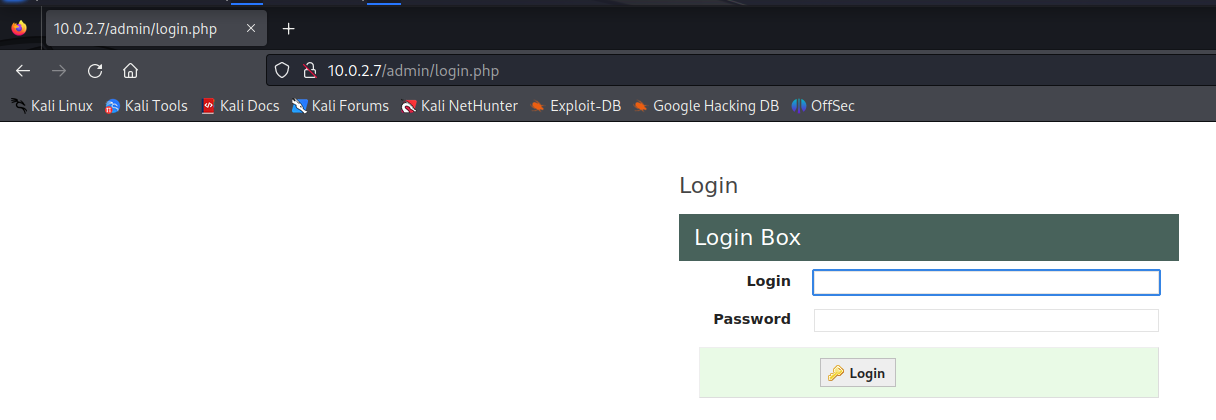 10.0.2.7/admin/login.php
10.0.2.7/admin/login.php
Kali Linux Kali Tools Kali Docs Kali Forums Kali NetHunter Exploit-DB Google Hacking DB OffSec
Login
Login Box
Login
Password
Login